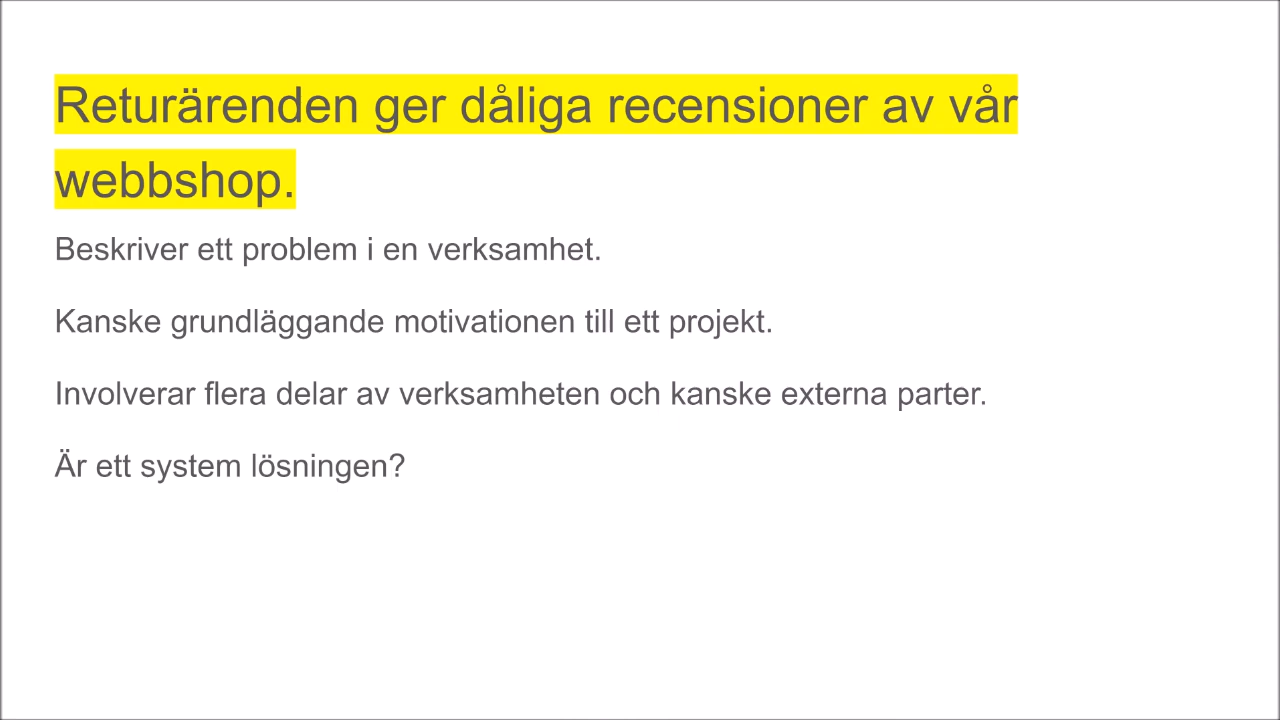 Returärenden ger dåliga recensioner av vår
webbshop.
Beskriver ett problem i en verksamhet.
Kanske grundläggande motivationen till ett projekt.
Involverar flera delar av verksamheten och kanske externa parter.
Är ett system lösningen?